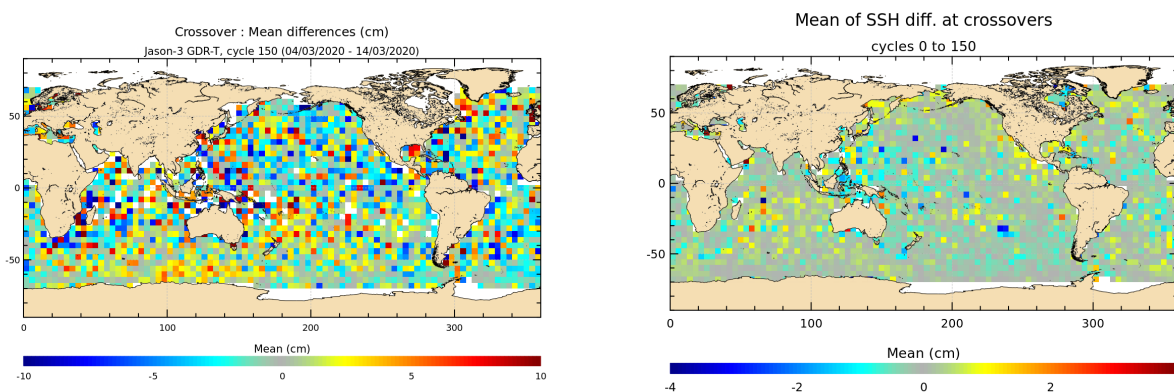 Crossover : Mean differences (cm)
Jason-3 GDR-T, cycle 150 (04/03/2020 - 14/03/2020)
50
0
-50
0 100 200 300
Mean (cm)
-10 -5 0 5 10
Mean of SSH diff. at crossovers
cycles 0 to 150
50
0
-50
0 100 200 300
Mean (cm)
-4 -2 0 2